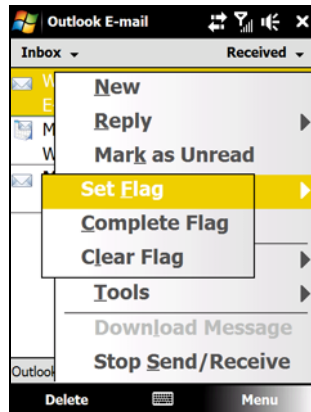 Outlook E-mail
Inbox
Received
W
New
E
Reply
M
Mark as Unread
W
Set Flag
Complete Flag
Clear Flag
Tools
Download Message
Stop Send/Receive
Outlook
Delete
Menu